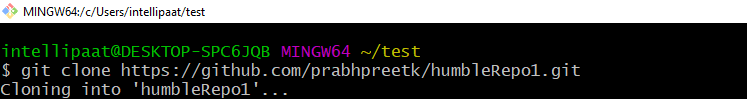 MINGW64:/c/Users/intellipaat/test
intellipaat@DESKTOP-SPC6JQB MINGW64 ~/test
$ git clone https://github.com/prabhpreetk/humbleRepo1.git
Cloning into 'humbleRepo1'...